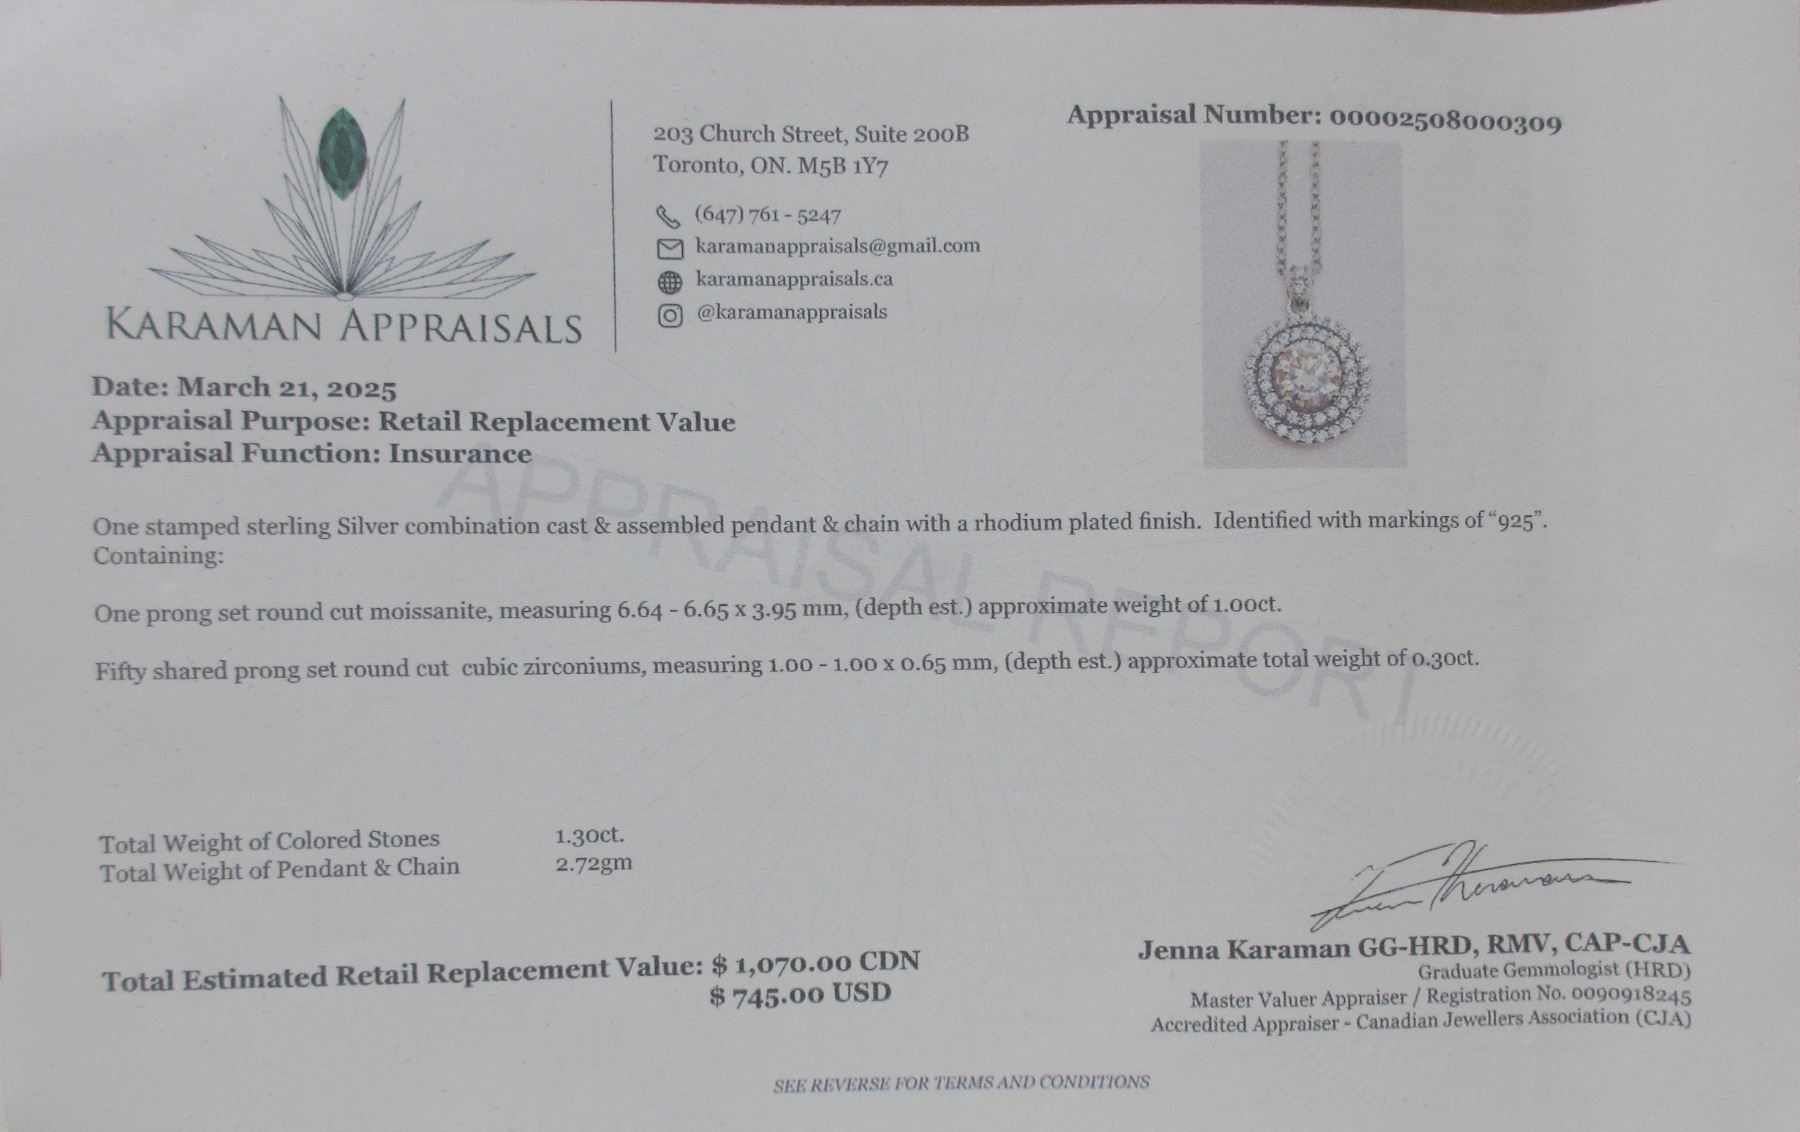 KARAMAN APPRAISALS
203 Church Street, Suite 200B
Toronto, ON. M5B 1Y7
(647) 761 - 5247
karamanappraisals@gmail.com
karamanappraisals.ca
@karamanappraisals
Appraisal Number: 00002508000309
Date: March 21, 2025
Appraisal Purpose: Retail Replacement Value
Appraisal Function: Insurance
APPRAISAL REPORT
One stamped sterling Silver combination cast & assembled pendant & chain with a rhodium plated finish. Identified with markings of “925”.
Containing:
One prong set round cut moissanite, measuring 6.64 - 6.65 x 3.95 mm, (depth est.) approximate weight of 1.00ct.
Fifty shared prong set round cut cubic zirconiums, measuring 1.00 - 1.00 x 0.65 mm, (depth est.) approximate total weight of 0.30ct.
Total Weight of Colored Stones 1.30ct.
Total Weight of Pendant & Chain 2.72gm
Total Estimated Retail Replacement Value: $ 1,070.00 CDN
$ 745.00 USD
Jenna Karaman GG-HRD, RMV, CAP-CJA
Graduate Gemmologist (HRD)
Master Valuer Appraiser / Registration No. 0090918245
Accredited Appraiser - Canadian Jewellers Association (CJA)
SEE REVERSE FOR TERMS AND CONDITIONS